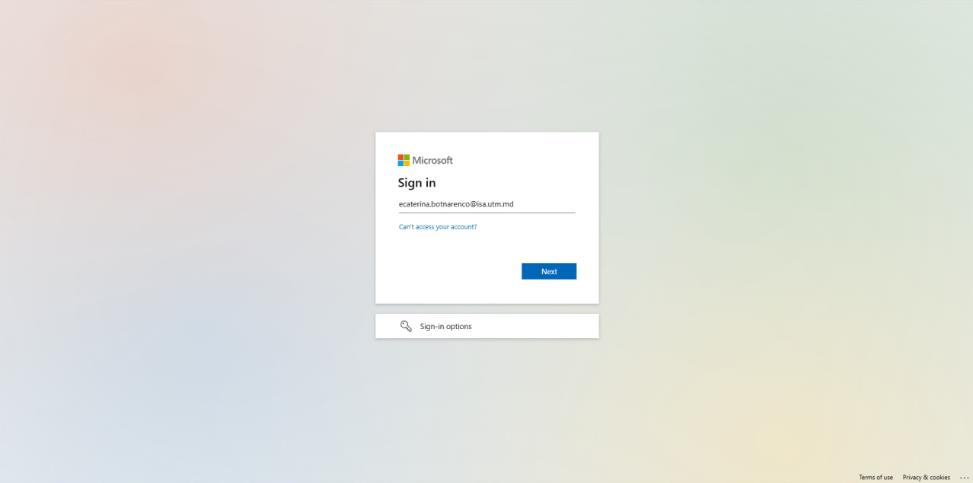 Microsoft
Sign in
ecaterina.botnarenco@isa.utm.md
Can't access your account?
Next
Sign-in options
Terms of use Privacy & cookies ...